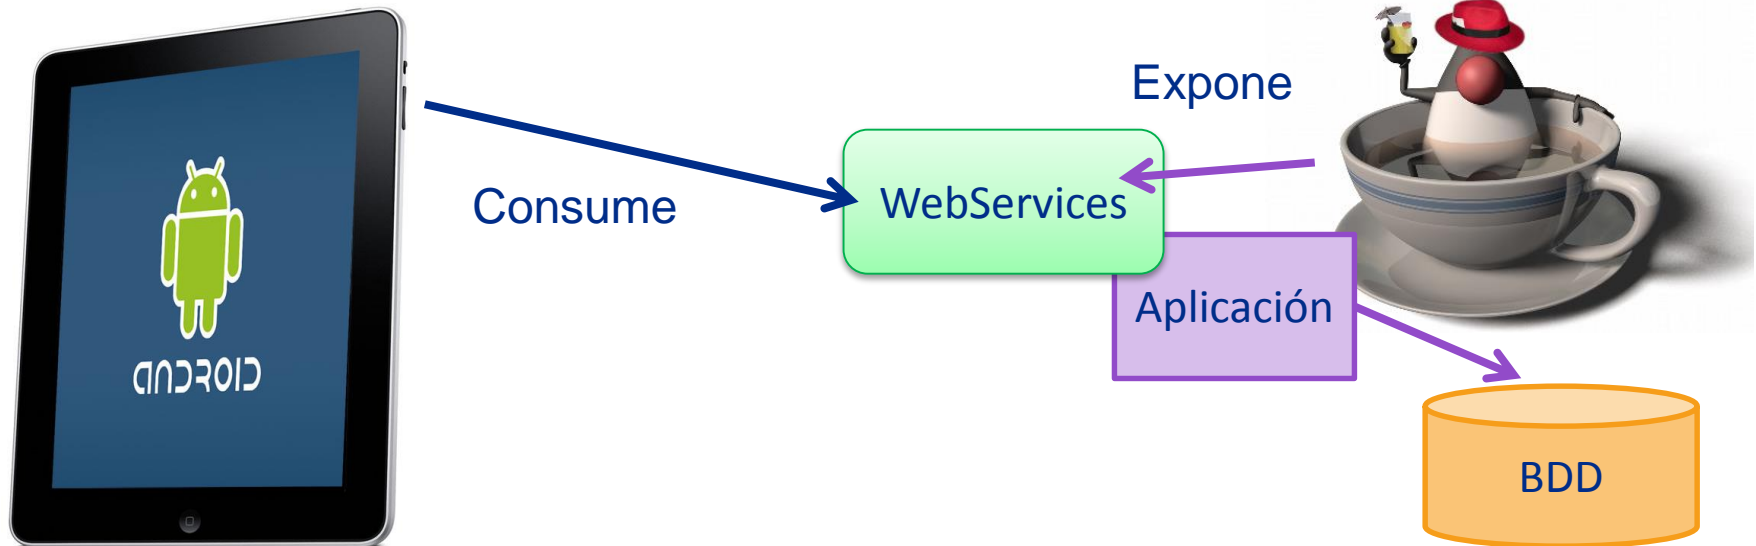 Expone
WebServices
Consume
Aplicación
ANDROID
BDD